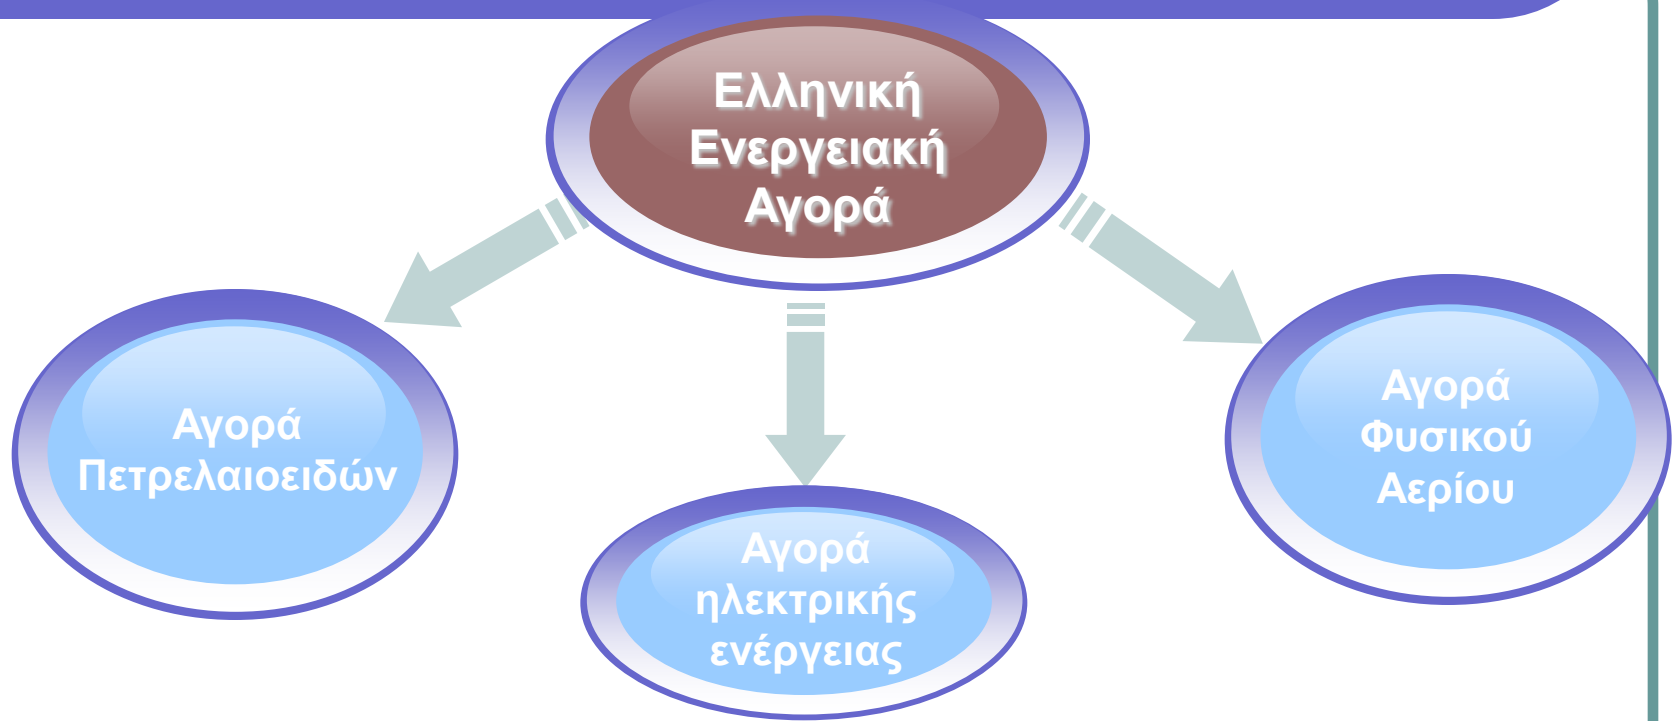 Ελληνική
Ενεργειακή
Αγορά
Αγορά
Πετρελαιοειδών
Αγορά
ηλεκτρικής
ενέργειας
Αγορά
Φυσικού
Αερίου